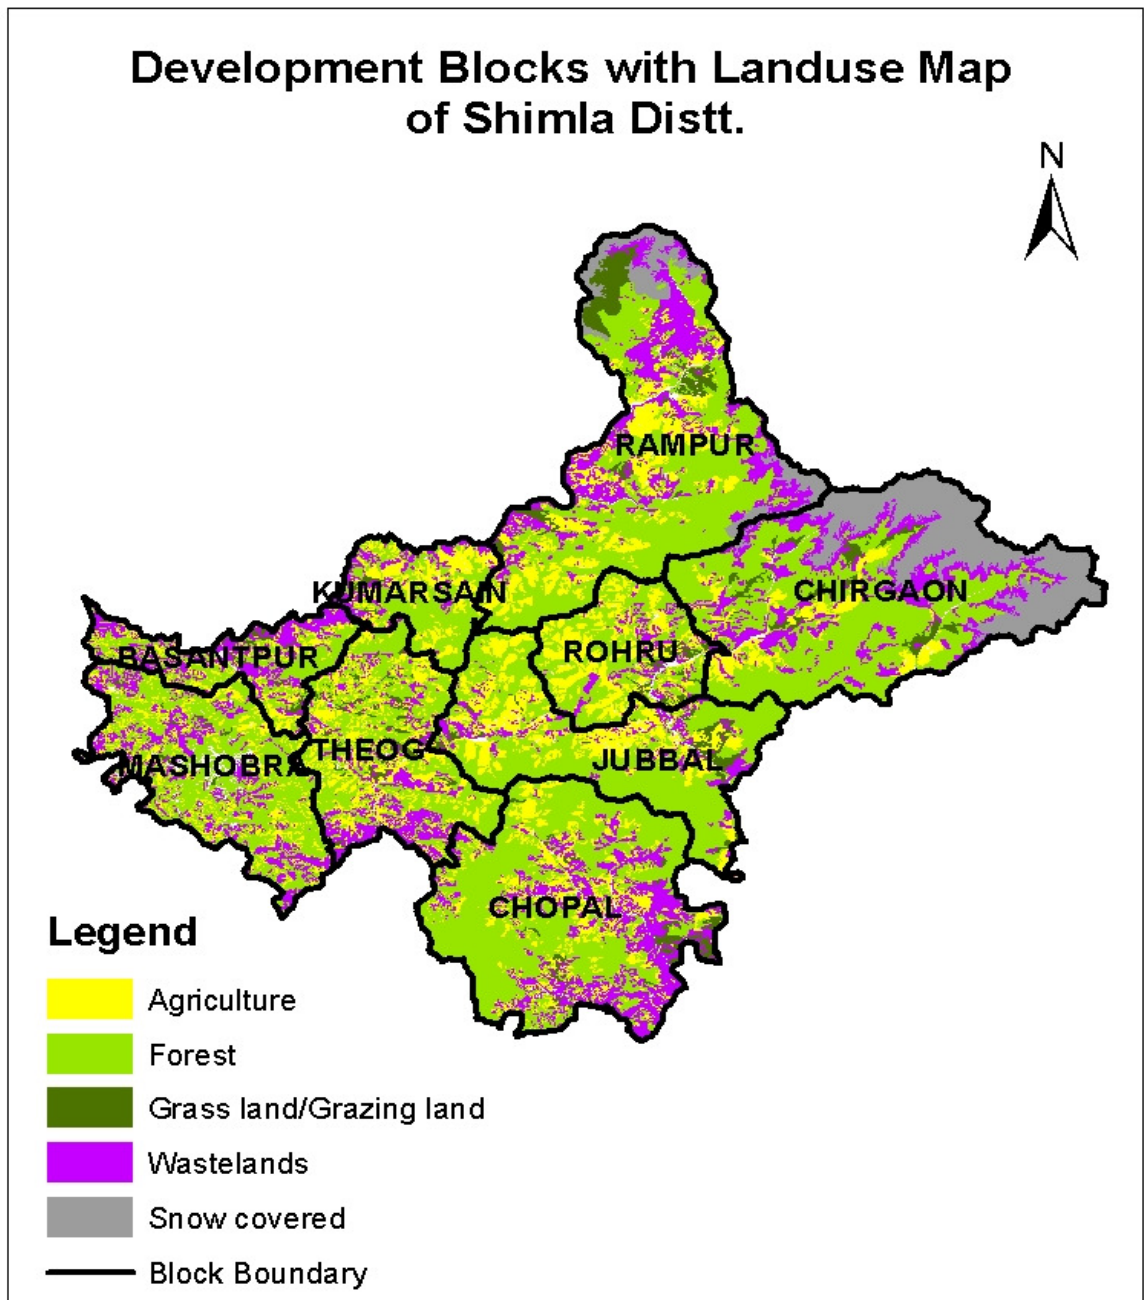 Development Blocks with Landuse Map
of Shimla Distt.
N
RAMPUR
KUMARSAIN
CHIRGAON
BASANTPUR
ROHRU
THEOG
MASHOBRA
JUBBAL
CHOPAL
Legend
Agriculture
Forest
Grass land/Grazing land
Wastelands
Snow covered
Block Boundary